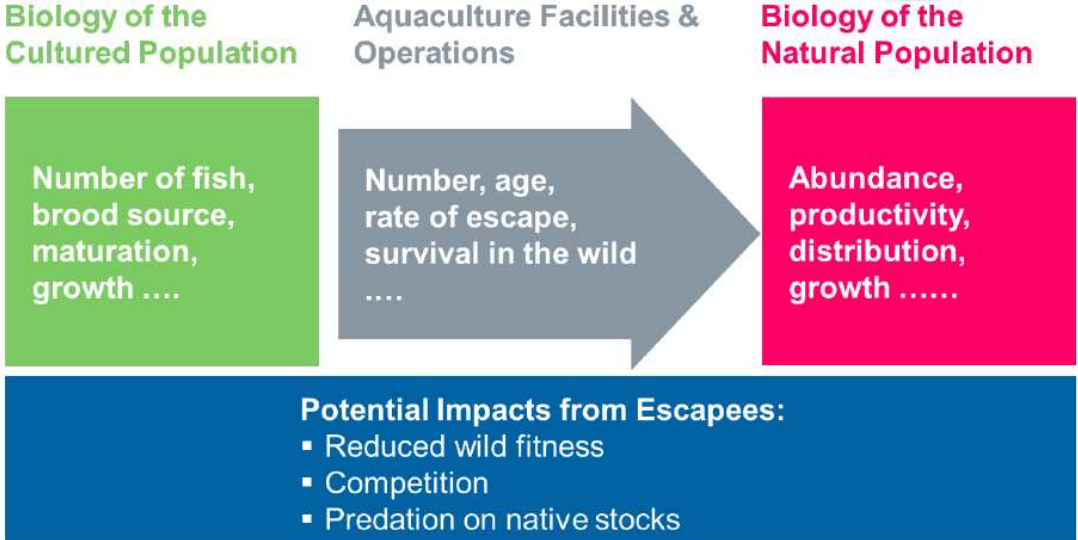 Biology of the
Cultured Population
Aquaculture Facilities &
Operations
Biology of the
Natural Population
Number of fish,
brood source,
maturation,
growth ....
Number, age,
rate of escape,
survival in the wild
....
Abundance,
productivity,
distribution,
growth ......
Potential Impacts from Escapees:
▪ Reduced wild fitness
▪ Competition
▪ Predation on native stocks